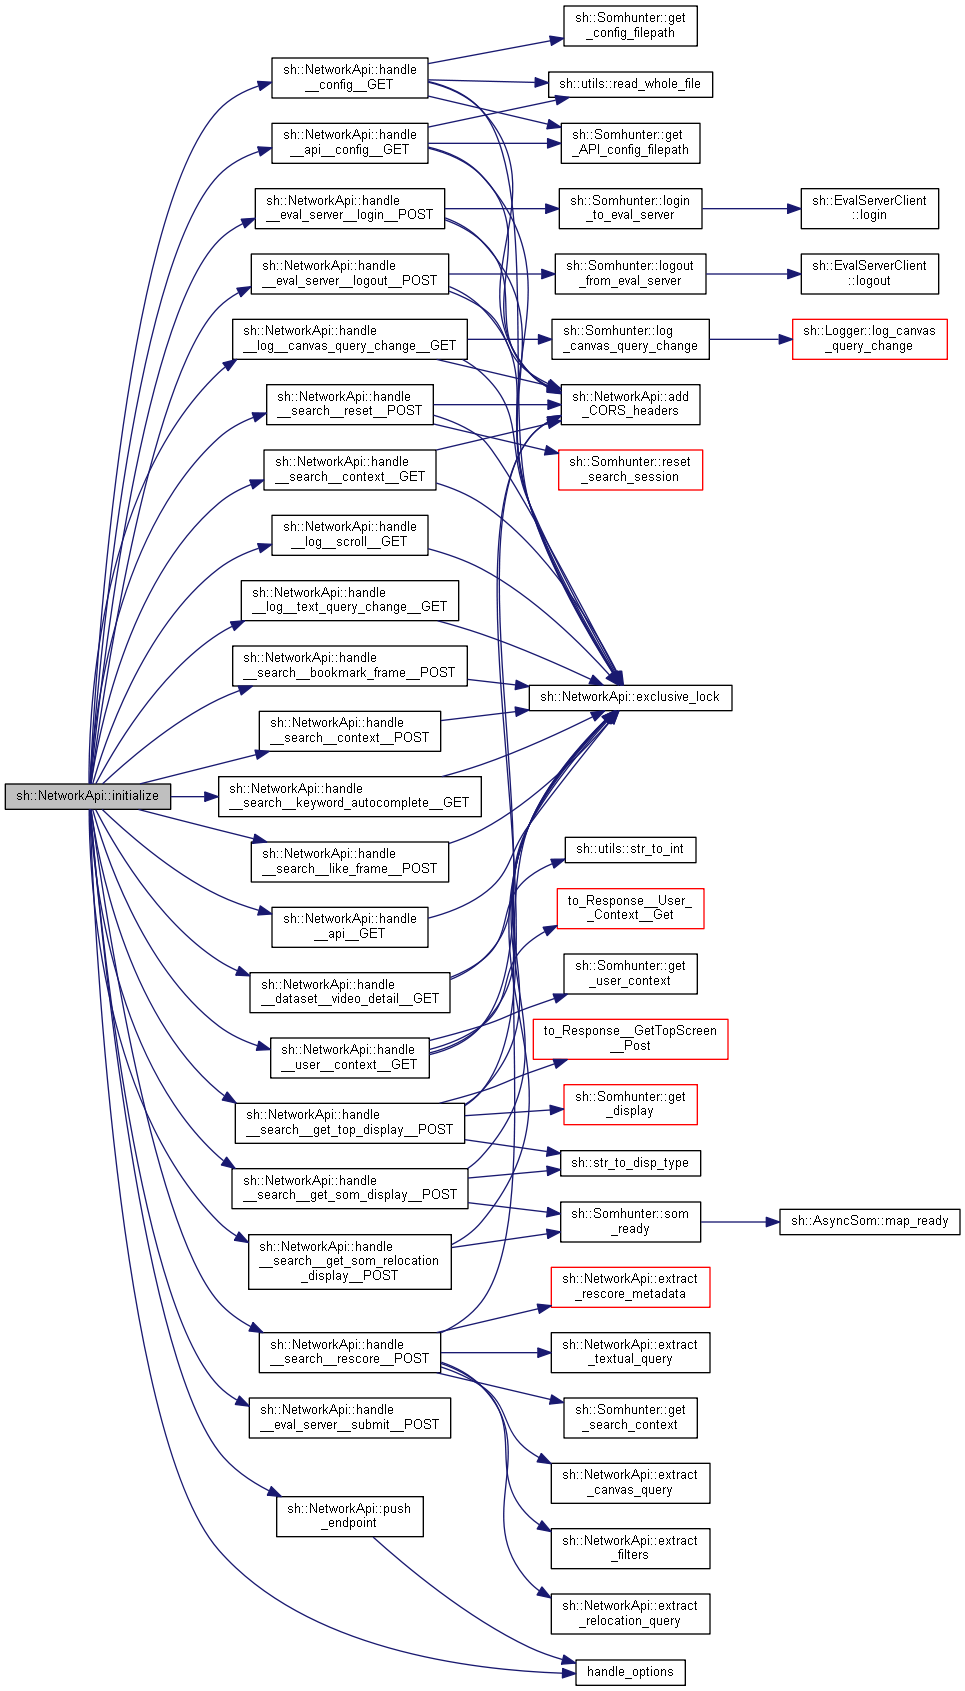 sh::NetworkApi::initialize
sh::NetworkApi::handle
__config__GET
sh::NetworkApi::handle
__api__config__GET
sh::NetworkApi::handle
__eval_server__login__POST
sh::NetworkApi::handle
__eval_server__logout__POST
sh::NetworkApi::handle
__log__canvas_query_change__GET
sh::NetworkApi::handle
__search__reset__POST
sh::NetworkApi::handle
__search__context__GET
sh::NetworkApi::handle
__log__scroll__GET
sh::NetworkApi::handle
__log__text_query_change__GET
sh::NetworkApi::handle
__search__bookmark_frame__POST
sh::NetworkApi::handle
__search__context__POST
sh::NetworkApi::handle
__search__keyword_autocomplete__GET
sh::NetworkApi::handle
__search__like_frame__POST
sh::NetworkApi::handle
__api__GET
sh::NetworkApi::handle
__dataset__video_detail__GET
sh::NetworkApi::handle
__user__context__GET
sh::NetworkApi::handle
__search__get_top_display__POST
sh::NetworkApi::handle
__search__get_som_display__POST
sh::NetworkApi::handle
__search__get_som_relocation
_display__POST
sh::NetworkApi::handle
__search__rescore__POST
sh::NetworkApi::handle
__eval_server__submit__POST
sh::NetworkApi::push
_endpoint
sh::Somhunter::get
_config_filepath
sh::utils::read_whole_file
sh::Somhunter::get
_API_config_filepath
sh::Somhunter::login
_to_eval_server
sh::Somhunter::logout
_from_eval_server
sh::Somhunter::log
_canvas_query_change
sh::NetworkApi::add
_CORS_headers
sh::Somhunter::reset
_search_session
sh::NetworkApi::exclusive_lock
sh::utils::str_to_int
to_Response__User_
_Context__Get
sh::Somhunter::get
_user_context
to_Response__GetTopScreen
__Post
sh::Somhunter::get
_display
sh::str_to_disp_type
sh::Somhunter::som
_ready
sh::NetworkApi::extract
_rescore_metadata
sh::NetworkApi::extract
_textual_query
sh::Somhunter::get
_search_context
sh::NetworkApi::extract
_canvas_query
sh::NetworkApi::extract
_filters
sh::NetworkApi::extract
_relocation_query
handle_options
sh::EvalServerClient
::login
sh::EvalServerClient
::logout
sh::Logger::log_canvas
_query_change
sh::AsyncSom::map_ready